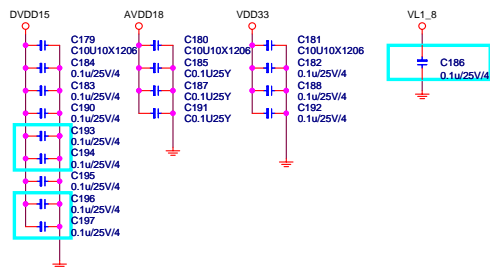 DVDD15
C179
C10U10X1206
C184
0.1u/25V/4
C183
0.1u/25V/4
C190
0.1u/25V/4
C193
0.1u/25V/4
C194
0.1u/25V/4
C195
0.1u/25V/4
C196
0.1u/25V/4
C197
0.1u/25V/4
AVDD18
C180
C10U10X1206
C185
C0.1U25Y
C187
C0.1U25Y
C191
C0.1U25Y
VDD33
C181
C10U10X1206
C182
0.1u/25V/4
C188
0.1u/25V/4
C192
0.1u/25V/4
VL1_8
C186
0.1u/25V/4